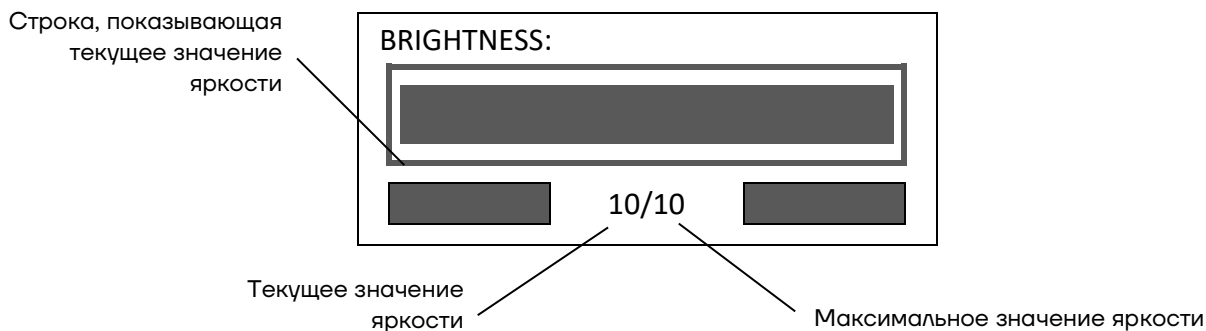 Строка, показывающая
текущее значение
яркости
BRIGHTNESS:
10/10
Текущее значение
яркости
Максимальное значение яркости